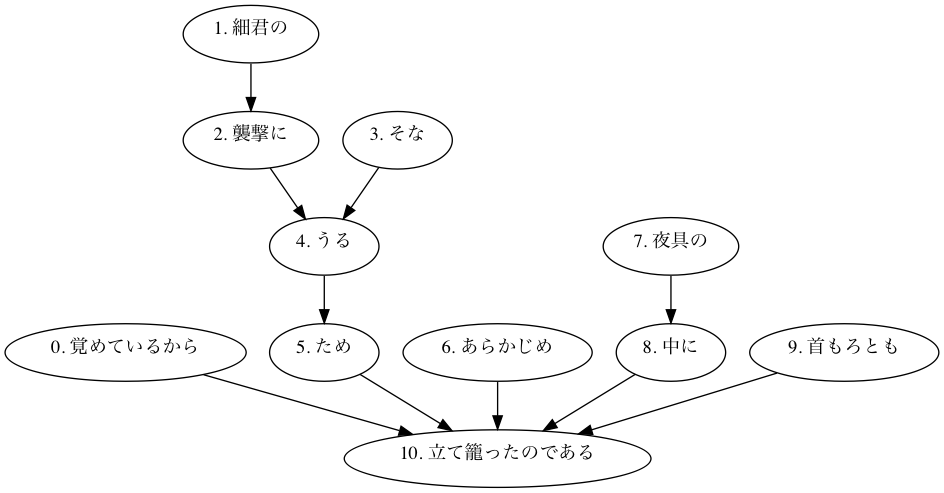 1. 細君の
2. 襲撃に
3. そな
4. うる
7. 夜具の
0. 覚めているから
5. ため
6. あらかじめ
8. 中に
9. 首もろとも
10. 立て籠ったのである